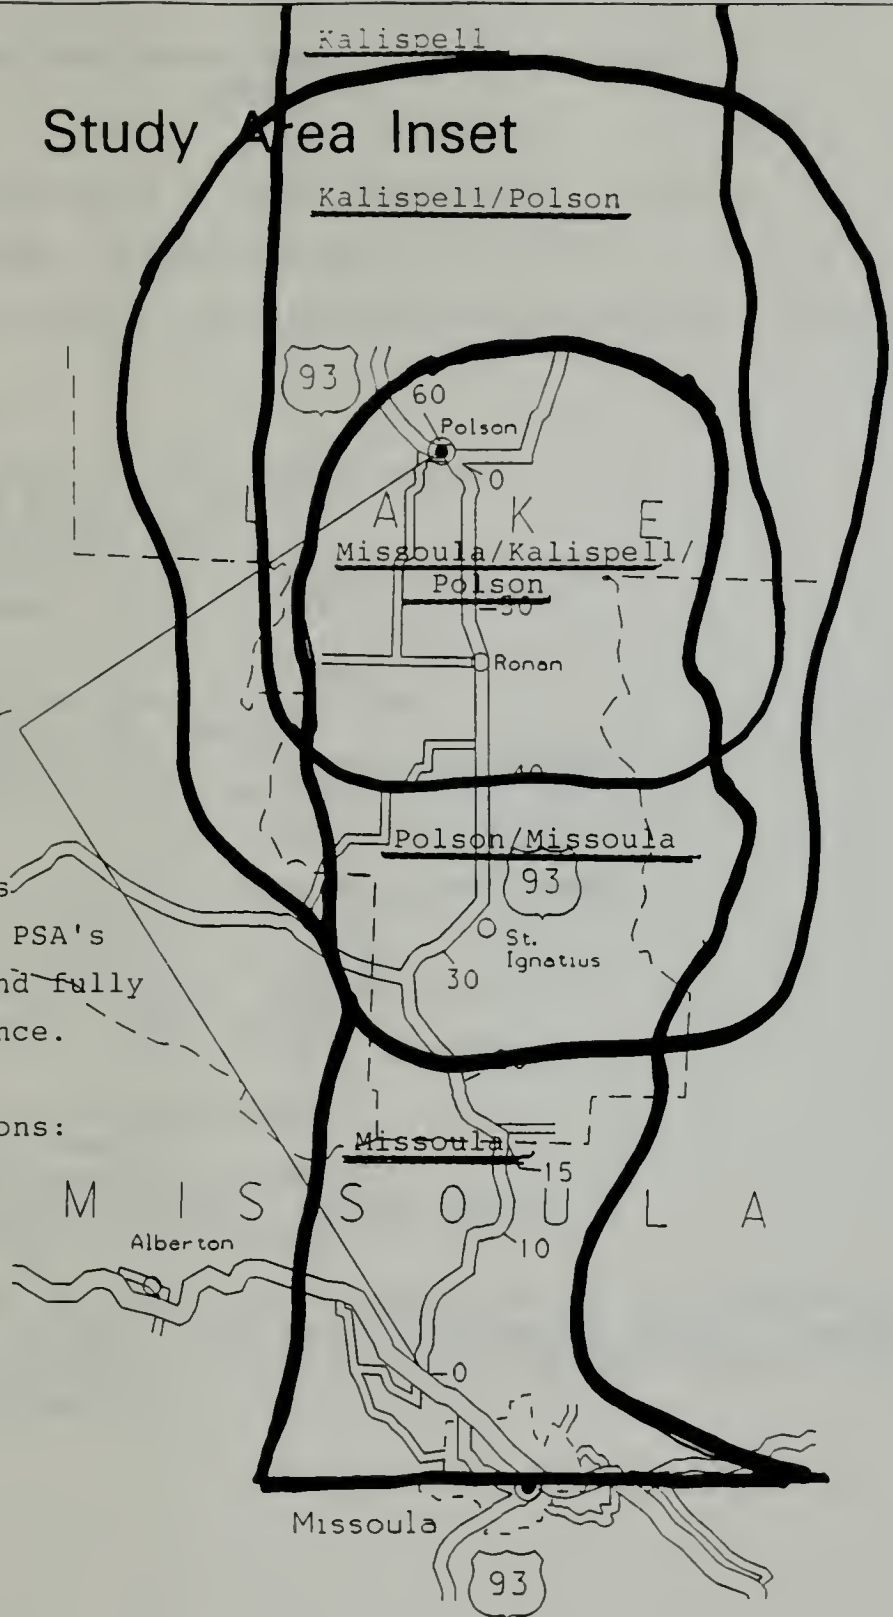 Kalispell
Study Area Inset
Kalispell/Polson
93
60
Polson
0
L A K E
Missoula/Kalispell/
Polson
Ronan
40
Polson/Missoula
93
PSA's
St.
Ignatius
30
nd fully
nce.
ons:
Missoula
15
M I S S O U L A
Alberton
10
0
Missoula
93